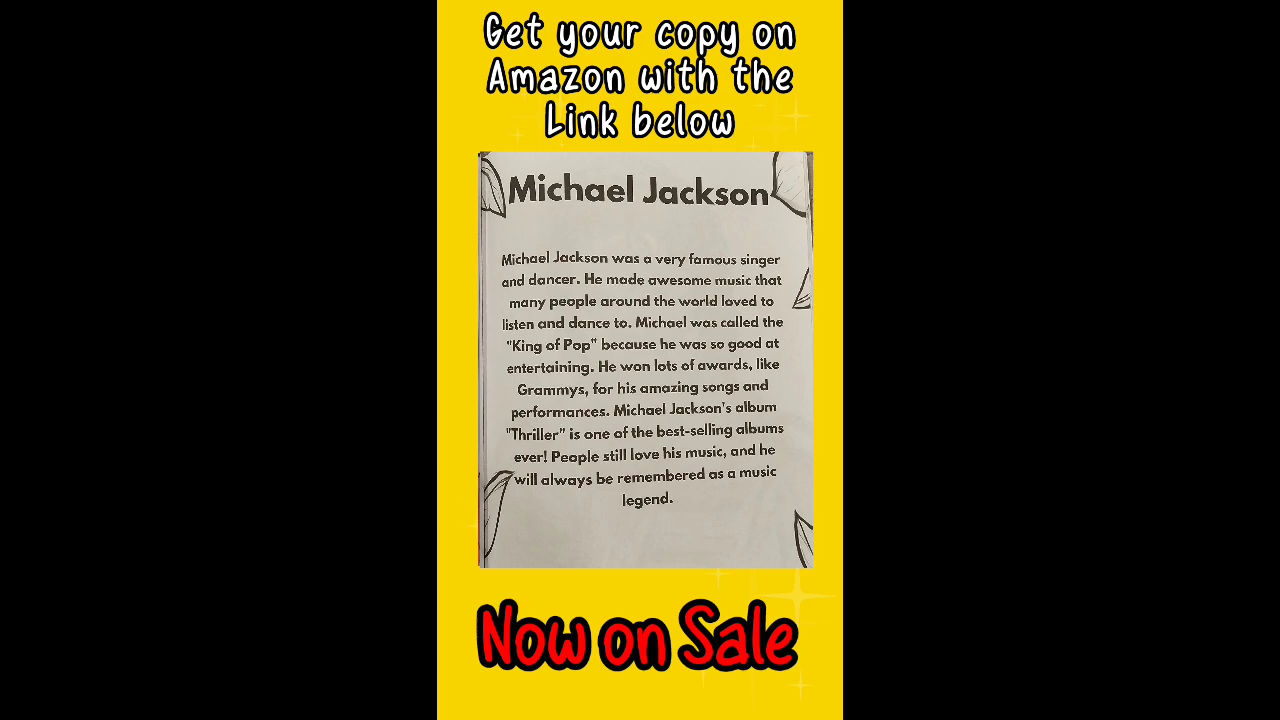 Get your copy on
Amazon with the
Link below
Michael Jackson
Michael Jackson was a very famous singer
and dancer. He made awesome music that
many people around the world loved to
listen and dance to. Michael was called the
"King of Pop" because he was so good at
entertaining. He won lots of awards, like
Grammys, for his amazing songs and
performances. Michael Jackson's album
"Thriller" is one of the best-selling albums
ever! People still love his music, and he
will always be remembered as a music
legend.
Now on Sale